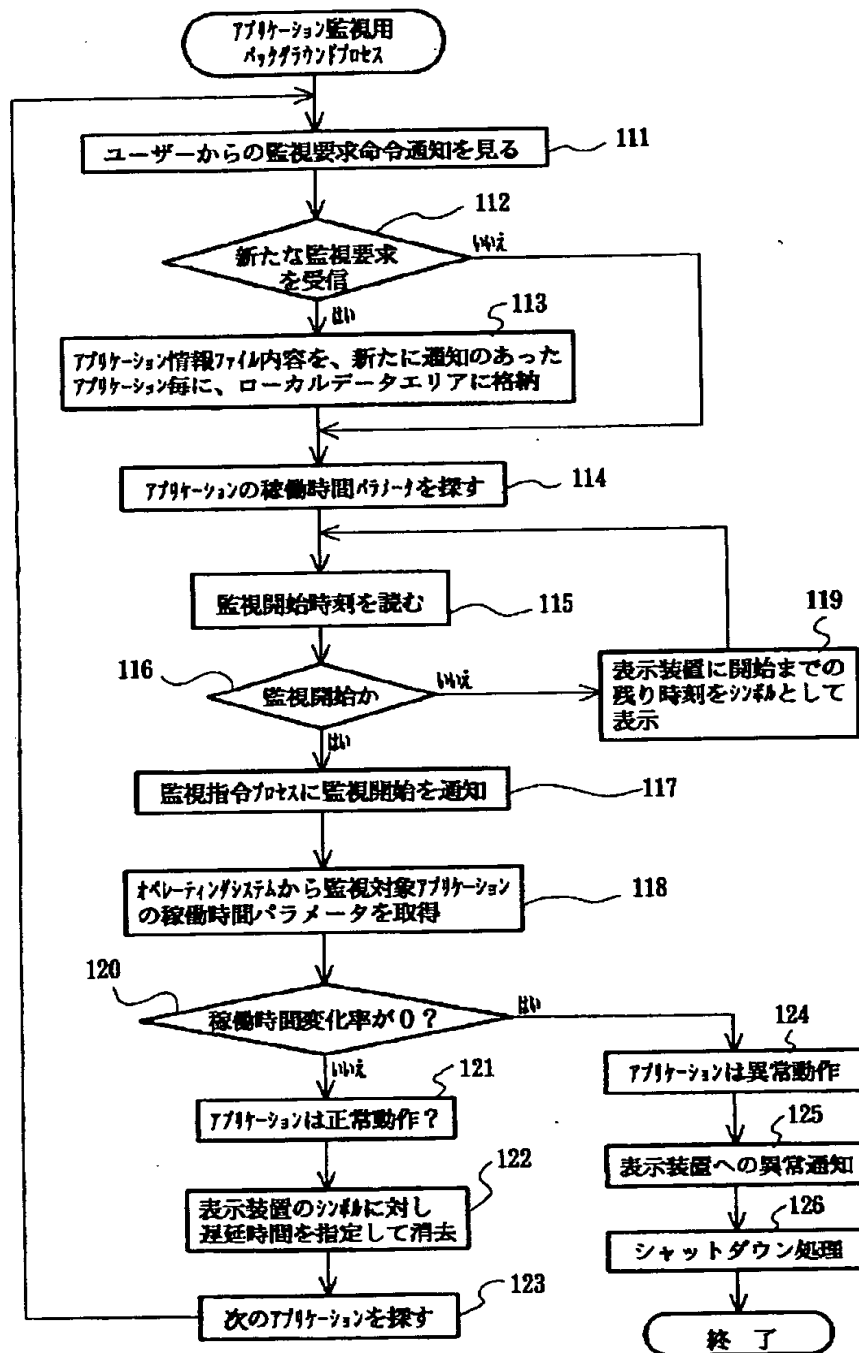 アプリケーション監視用
バックグラウンドプロセス
ユーザーからの監視要求命令通知を見る
111
112
新たな監視要求
を受信
いいえ
はい
113
アプリケーション情報ファイル内容を、新たに通知のあった
アプリケーション毎に、ローカルデータエリアに格納
アプリケーションの稼働時間パラメータを探す
114
監視開始時刻を読む
115
116
監視開始か
いいえ
はい
119
表示装置に開始までの
残り時刻をシンボルとして
表示
監視指令プロセスに監視開始を通知
117
オペレーティングシステムから監視対象アプリケーション
の稼働時間パラメータを取得
118
120
稼働時間変化率が0?
はい
いいえ
121
アプリケーションは正常動作?
122
表示装置のシンボルに対し
遅延時間を指定して消去
次のアプリケーションを探す
123
124
アプリケーションは異常動作
125
表示装置への異常通知
126
シャットダウン処理
終 了